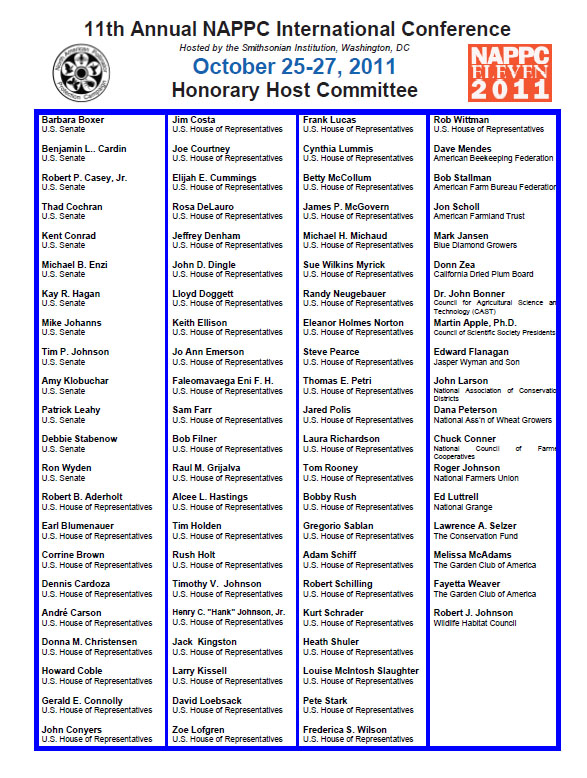 11th Annual NAPPC International Conference
Hosted by the Smithsonian Institution, Washington, DC
October 25-27, 2011
Honorary Host Committee
North American Pollinator
Protection Campaign
NAPPC
ELEVEN
2011
Barbara Boxer
U.S. Senate
Benjamin L.. Cardin
U.S. Senate
Robert P. Casey, Jr.
U.S. Senate
Thad Cochran
U.S. Senate
Kent Conrad
U.S. Senate
Michael B. Enzi
U.S. Senate
Kay R. Hagan
U.S. Senate
Mike Johanns
U.S. Senate
Tim P. Johnson
U.S. Senate
Amy Klobuchar
U.S. Senate
Patrick Leahy
U.S. Senate
Debbie Stabenow
U.S. Senate
Ron Wyden
U.S. Senate
Robert B. Aderholt
U.S. House of Representatives
Earl Blumenauer
U.S. House of Representatives
Corrine Brown
U.S. House of Representatives
Dennis Cardoza
U.S. House of Representatives
André Carson
U.S. House of Representatives
Donna M. Christensen
U.S. House of Representatives
Howard Coble
U.S. House of Representatives
Gerald E. Connolly
U.S. House of Representatives
John Conyers
U.S. House of Representatives
Jim Costa
U.S. House of Representatives
Joe Courtney
U.S. House of Representatives
Elijah E. Cummings
U.S. House of Representatives
Rosa DeLauro
U.S. House of Representatives
Jeffrey Denham
U.S. House of Representatives
John D. Dingle
U.S. House of Representatives
Lloyd Doggett
U.S. House of Representatives
Keith Ellison
U.S. House of Representatives
Jo Ann Emerson
U.S. House of Representatives
Faleomavaega Eni F. H.
U.S. House of Representatives
Sam Farr
U.S. House of Representatives
Bob Filner
U.S. House of Representatives
Raul M. Grijalva
U.S. House of Representatives
Alcee L. Hastings
U.S. House of Representatives
Tim Holden
U.S. House of Representatives
Rush Holt
U.S. House of Representatives
Timothy V. Johnson
U.S. House of Representatives
Henry C. "Hank" Johnson, Jr.
U.S. House of Representatives
Jack Kingston
U.S. House of Representatives
Larry Kissell
U.S. House of Representatives
David Loebsack
U.S. House of Representatives
Zoe Lofgren
U.S. House of Representatives
Frank Lucas
U.S. House of Representatives
Cynthia Lummis
U.S. House of Representatives
Betty McCollum
U.S. House of Representatives
James P. McGovern
U.S. House of Representatives
Michael H. Michaud
U.S. House of Representatives
Sue Wilkins Myrick
U.S. House of Representatives
Randy Neugebauer
U.S. House of Representatives
Eleanor Holmes Norton
U.S. House of Representatives
Steve Pearce
U.S. House of Representatives
Thomas E. Petri
U.S. House of Representatives
Jared Polis
U.S. House of Representatives
Laura Richardson
U.S. House of Representatives
Tom Rooney
U.S. House of Representatives
Bobby Rush
U.S. House of Representatives
Gregorio Sablan
U.S. House of Representatives
Adam Schiff
U.S. House of Representatives
Robert Schilling
U.S. House of Representatives
Kurt Schrader
U.S. House of Representatives
Heath Shuler
U.S. House of Representatives
Louise McIntosh Slaughter
U.S. House of Representatives
Pete Stark
U.S. House of Representatives
Frederica S. Wilson
U.S. House of Representatives
Rob Wittman
U.S. House of Representatives
Dave Mendes
American Beekeeping Federation
Bob Stallman
American Farm Bureau Federation
Jon Scholl
American Farmland Trust
Mark Jansen
Blue Diamond Growers
Donn Zea
California Dried Plum Board
Dr. John Bonner
Council for Agricultural Science an
Technology (CAST)
Martin Apple, Ph.D.
Council of Scientific Society Presidents
Edward Flanagan
Jasper Wyman and Son
John Larson
National Association of Conservatio
Districts
Dana Peterson
National Ass'n of Wheat Growers
Chuck Conner
National Council of Farme
Cooperatives
Roger Johnson
National Farmers Union
Ed Luttrell
National Grange
Lawrence A. Selzer
The Conservation Fund
Melissa McAdams
The Garden Club of America
Fayetta Weaver
The Garden Club of America
Robert J. Johnson
Wildlife Habitat Council